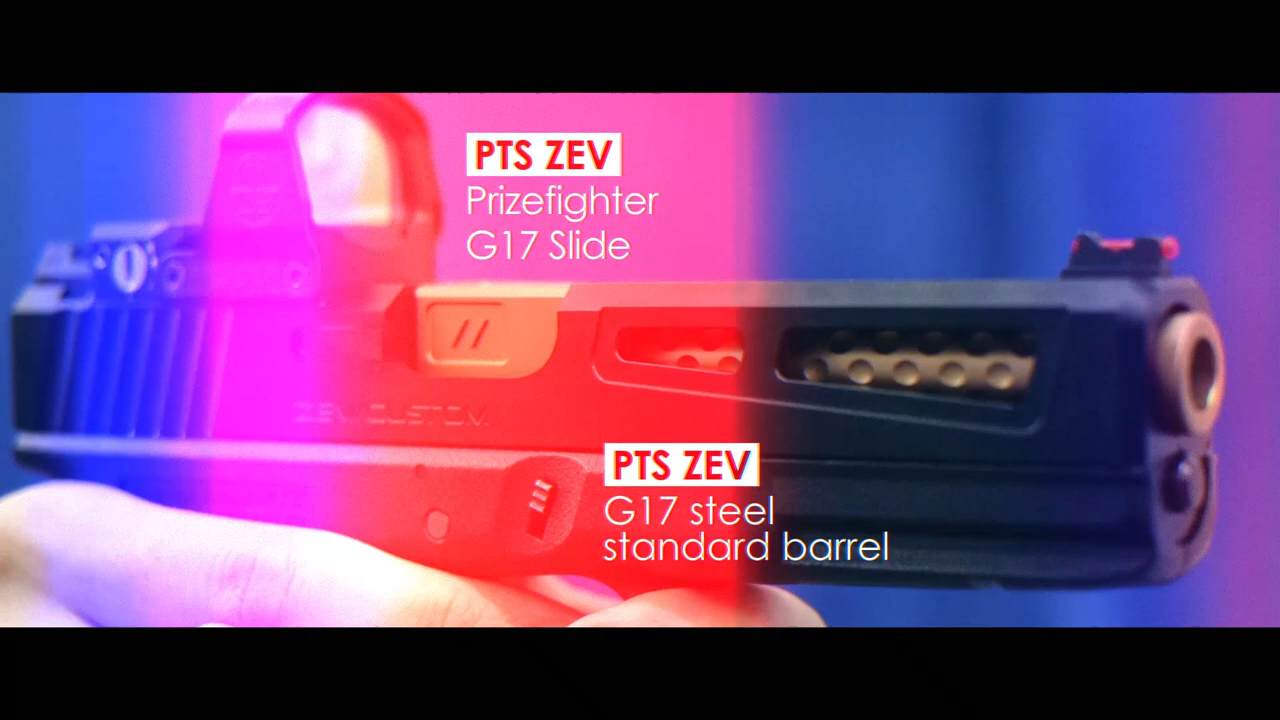 PTS ZEV
Prizefighter
G17 Slide
ZEV CUSTOM
PTS ZEV
G17 steel
standard barrel